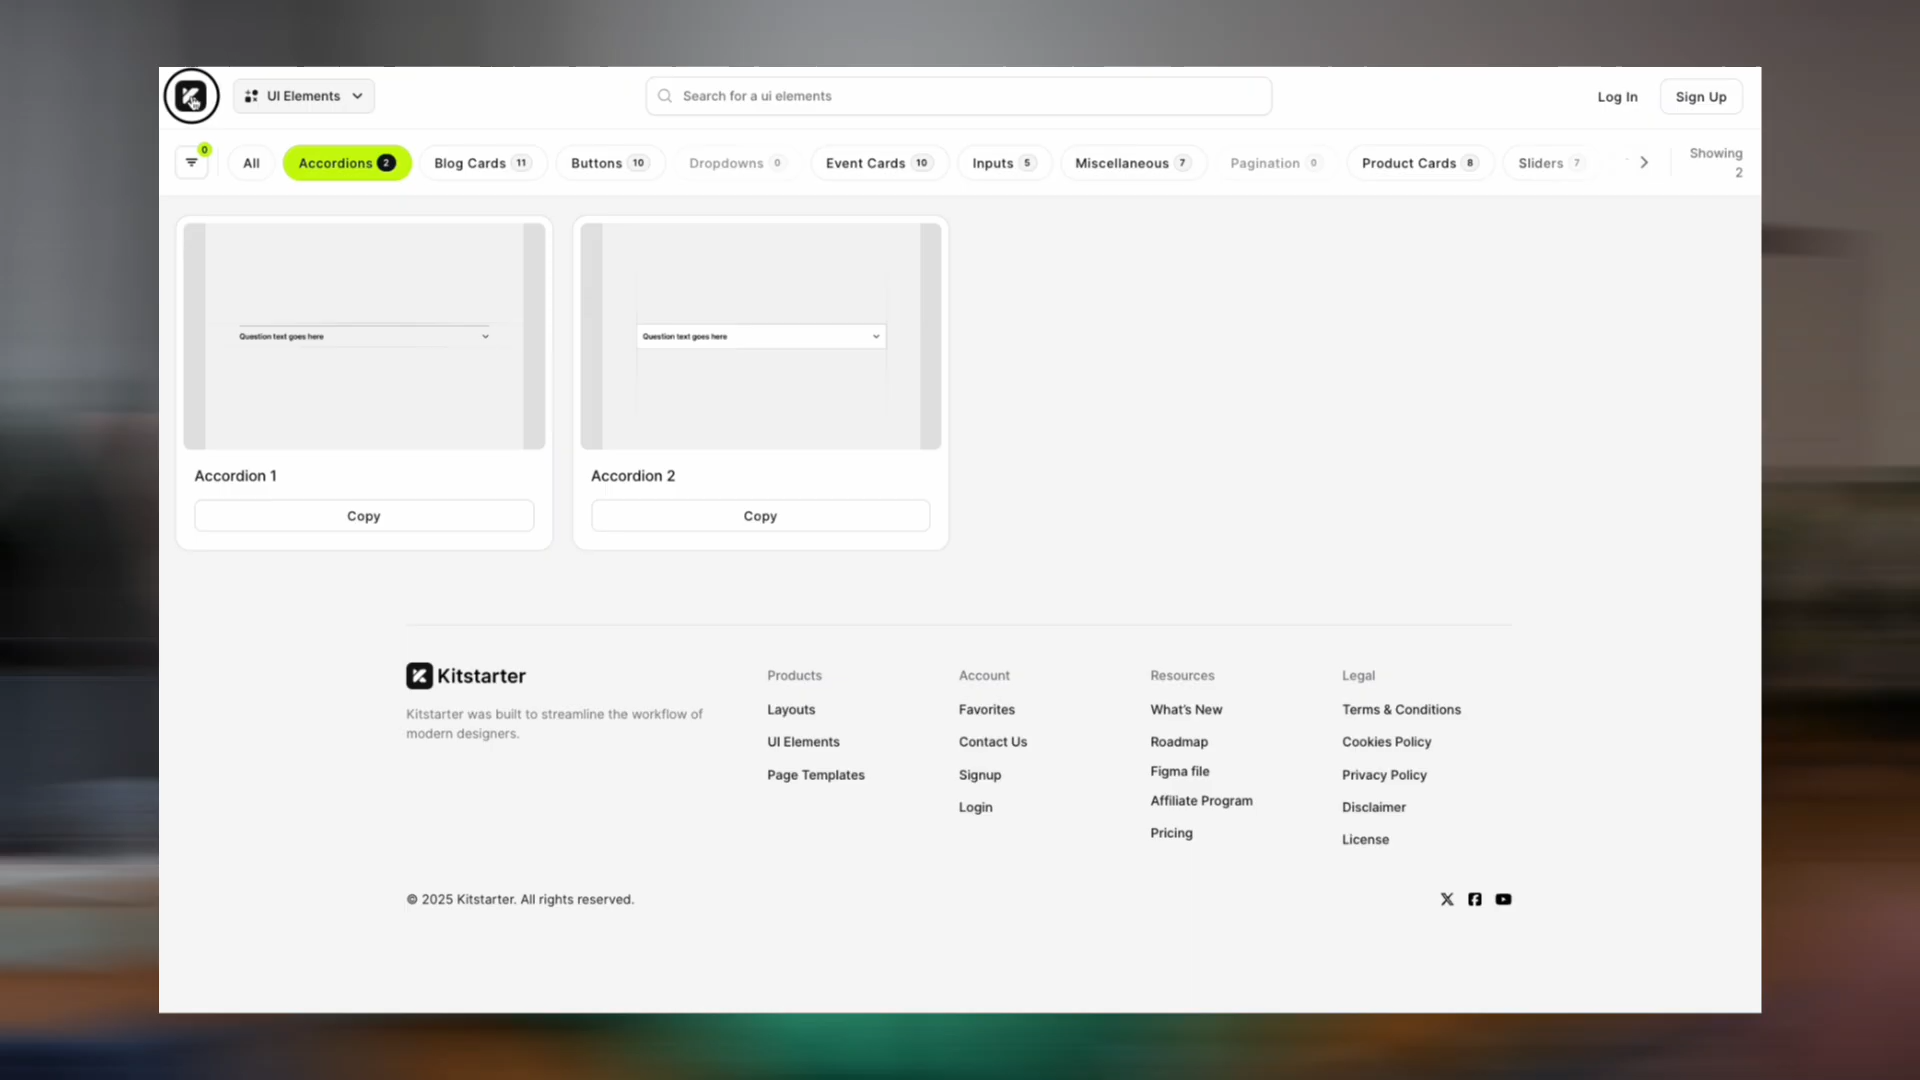 UI Elements
Search for a ui elements
Log In
Sign Up
0
All
Accordions 2
Blog Cards 11
Buttons 10
Dropdowns 0
Event Cards 10
Inputs 5
Miscellaneous 7
Pagination 0
Product Cards 8
Sliders 7
Showing
2
Question text goes here
Question text goes here
Accordion 1
Accordion 2
Copy
Copy
Kitstarter
Kitstarter was built to streamline the workflow of
modern designers.
Products
Layouts
UI Elements
Page Templates
Account
Favorites
Contact Us
Signup
Login
Resources
What's New
Roadmap
Figma file
Affiliate Program
Pricing
Legal
Terms & Conditions
Cookies Policy
Privacy Policy
Disclaimer
License
© 2025 Kitstarter. All rights reserved.